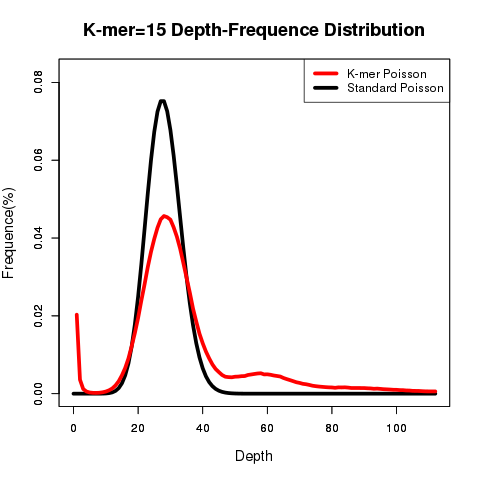 K-mer=15 Depth-Frequence Distribution
K-mer Poisson
Standard Poisson
Frequence(%)
0.08
0.06
0.04
0.02
0.00
0 20 40 60 80 100
Depth